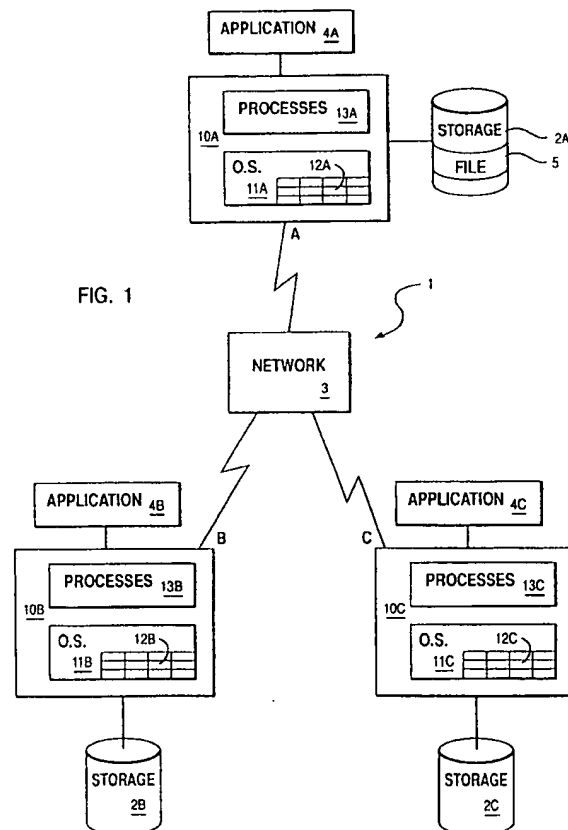 APPLICATION 4A
PROCESSES 13A
10A
STORAGE 2A
FILE 5
O.S. 12A
11A
A
FIG. 1
1
NETWORK
3
APPLICATION 4B
B
PROCESSES 13B
10B
O.S. 12B
11B
STORAGE
2B
APPLICATION 4C
C
PROCESSES 13C
10C
O.S. 12C
11C
STORAGE
2C